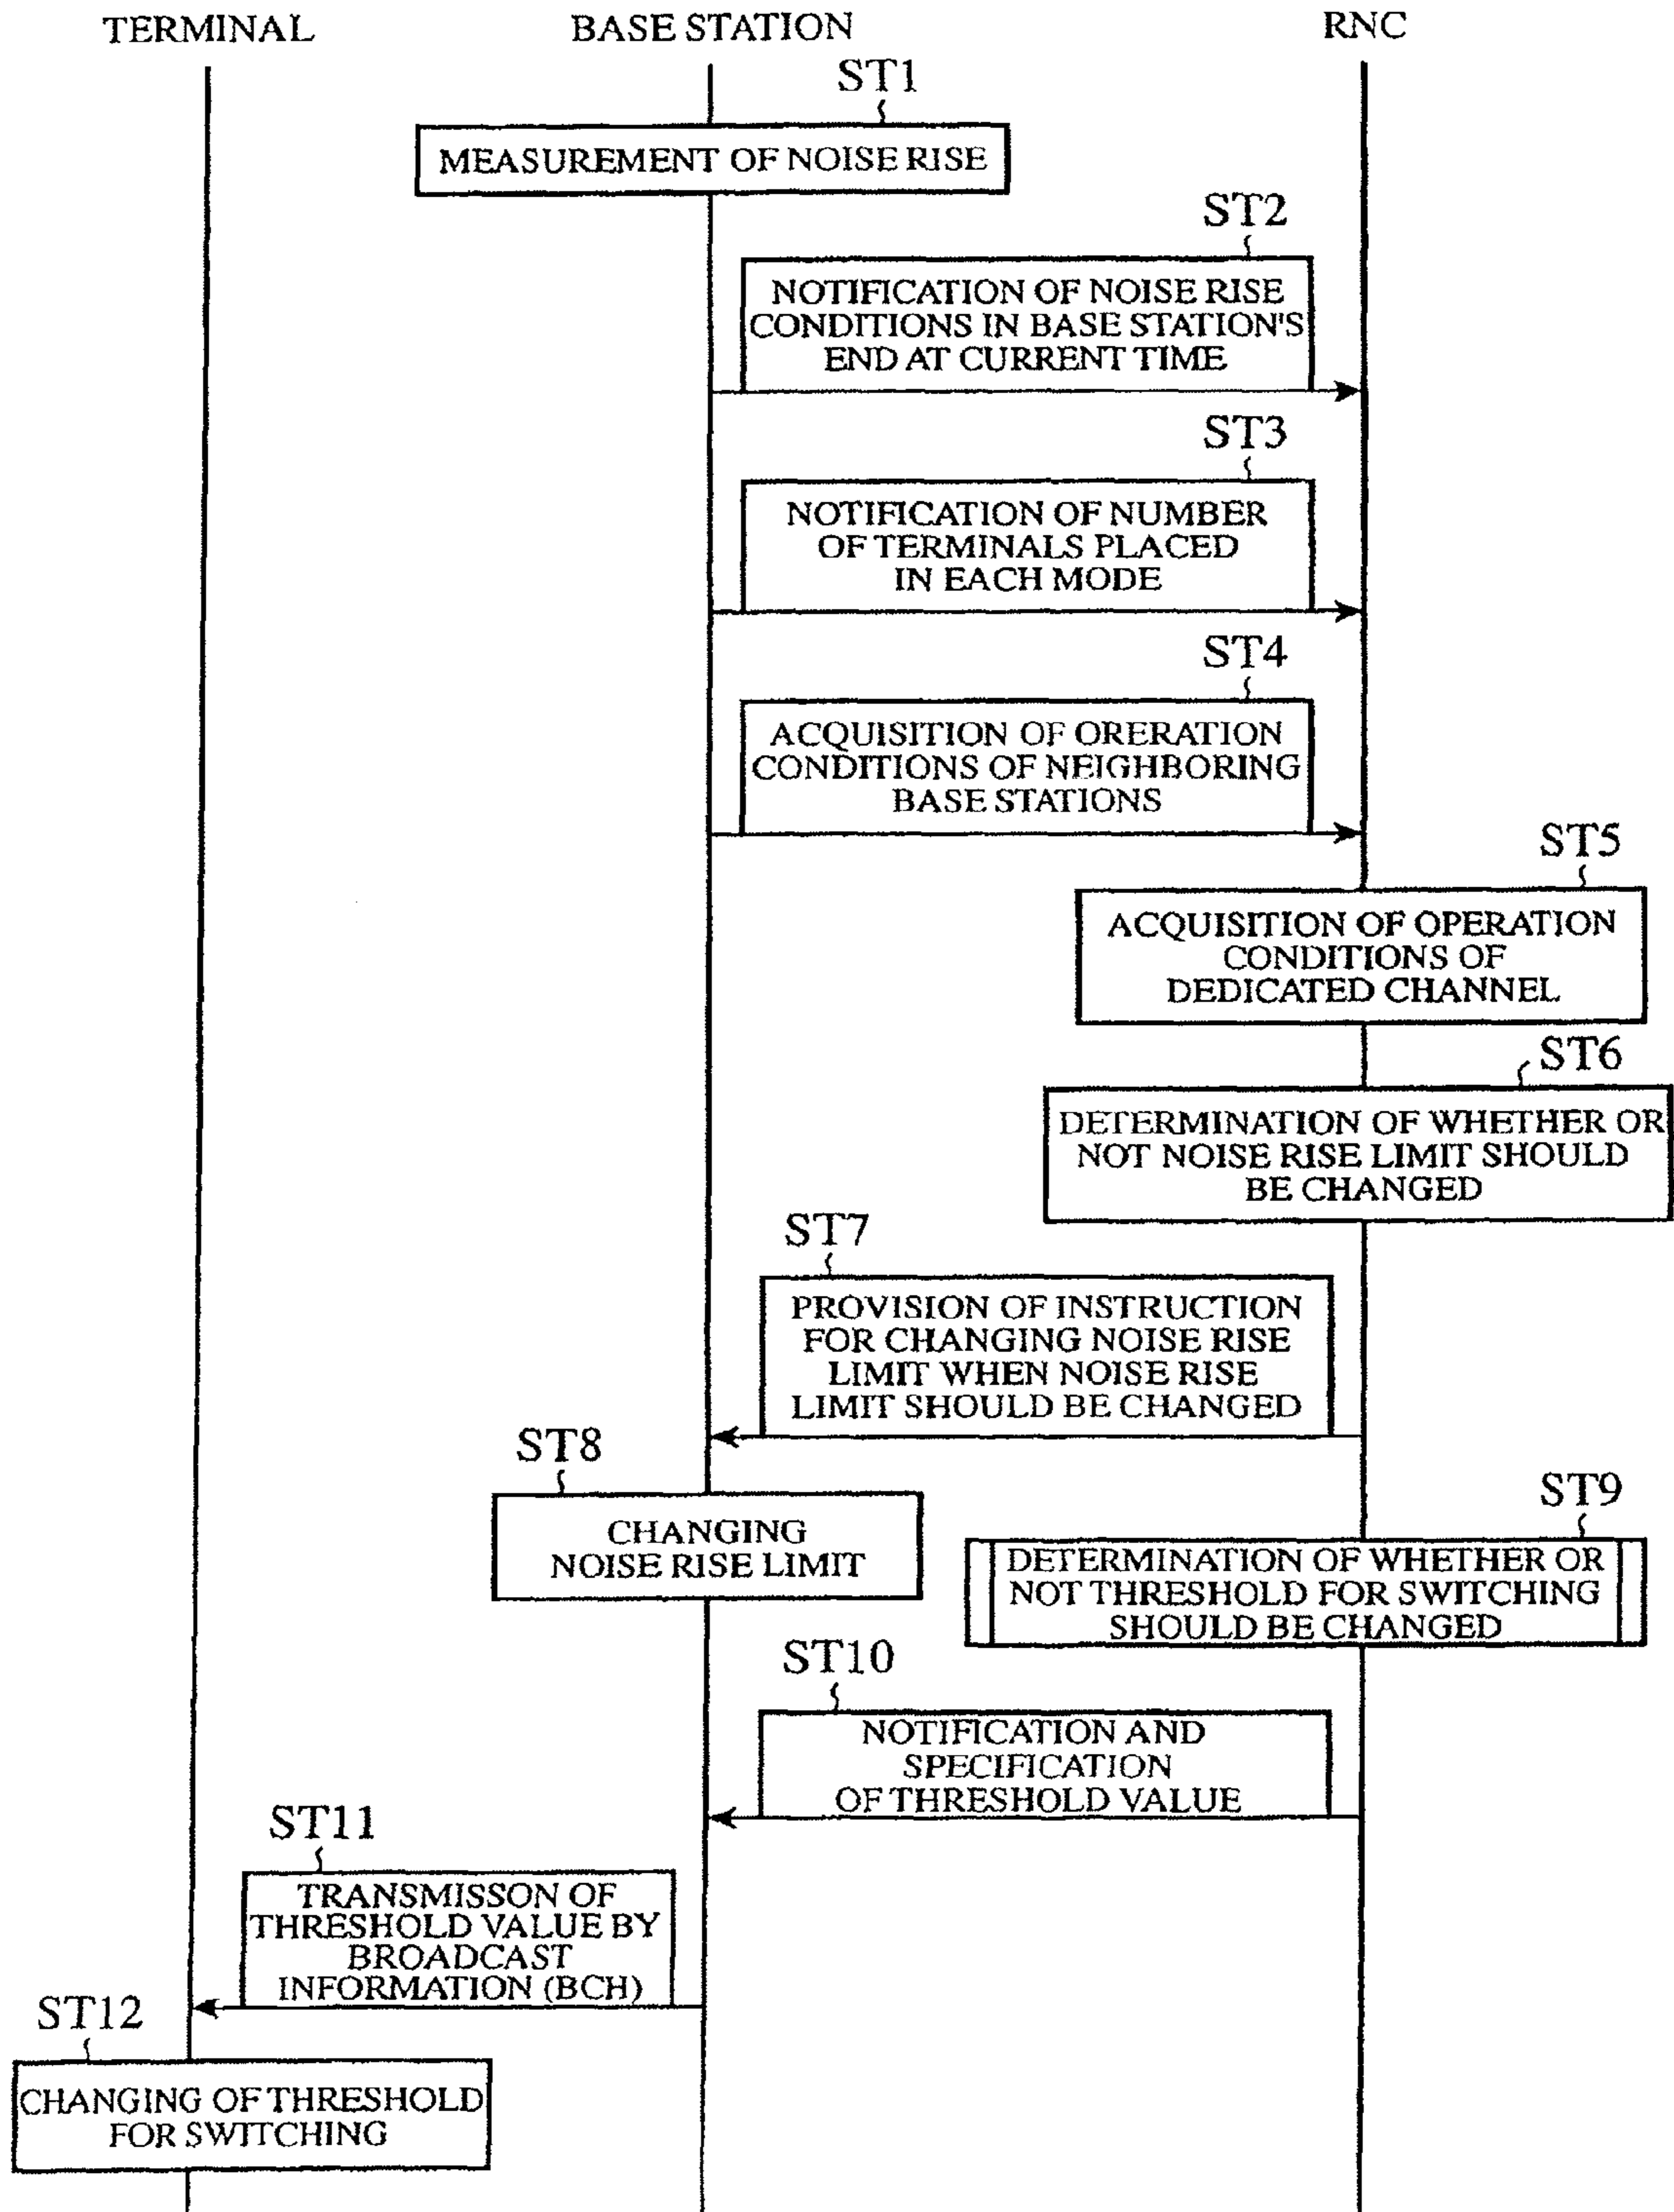 TERMINAL
BASE STATION
RNC
ST1
MEASUREMENT OF NOISE RISE
ST2
NOTIFICATION OF NOISE RISE
CONDITIONS IN BASE STATION'S
END AT CURRENT TIME
ST3
NOTIFICATION OF NUMBER
OF TERMINALS PLACED
IN EACH MODE
ST4
ACQUISITION OF ORERATION
CONDITIONS OF NEIGHBORING
BASE STATIONS
ST5
ACQUISITION OF OPERATION
CONDITIONS OF
DEDICATED CHANNEL
ST6
DETERMINATION OF WHETHER OR
NOT NOISE RISE LIMIT SHOULD
BE CHANGED
ST7
PROVISION OF INSTRUCTION
FOR CHANGING NOISE RISE
LIMIT WHEN NOISE RISE
LIMIT SHOULD BE CHANGED
ST8
CHANGING
NOISE RISE LIMIT
ST9
DETERMINATION OF WHETHER OR
NOT THRESHOLD FOR SWITCHING
SHOULD BE CHANGED
ST10
NOTIFICATION AND
SPECIFICATION
OF THRESHOLD VALUE
ST11
TRANSMISSON OF
THRESHOLD VALUE BY
BROADCAST
INFORMATION (BCH)
ST12
CHANGING OF THRESHOLD
FOR SWITCHING